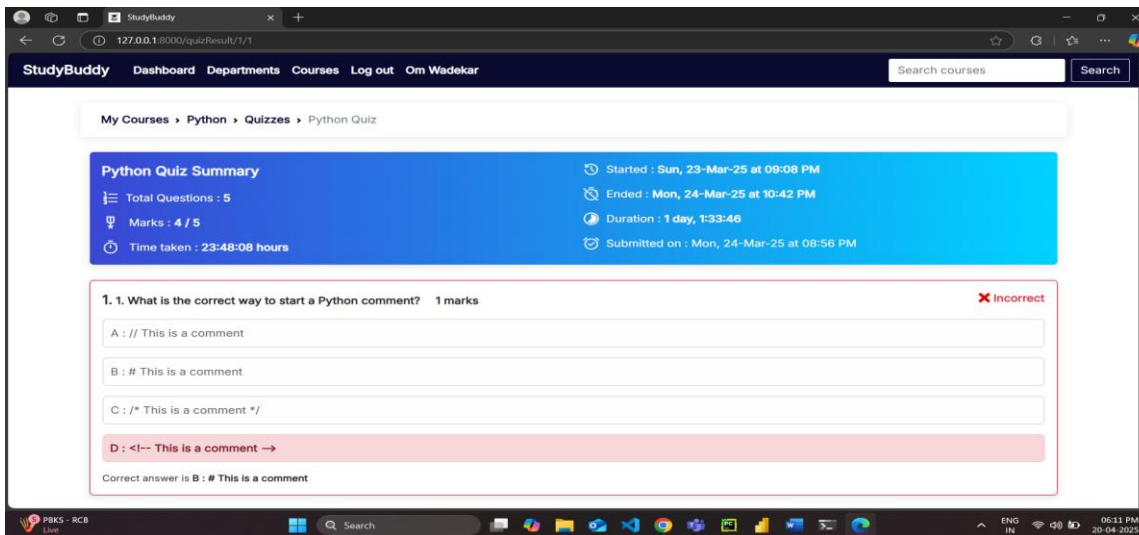 StudyBuddy
127.0.0.1:8000/quizResult/1/1
StudyBuddy Dashboard Departments Courses Log out Om Wadekar Search courses Search
My Courses › Python › Quizzes › Python Quiz
Python Quiz Summary
Total Questions : 5
Marks : 4 / 5
Time taken : 23:48:08 hours
Started : Sun, 23-Mar-25 at 09:08 PM
Ended : Mon, 24-Mar-25 at 10:42 PM
Duration : 1 day, 1:33:46
Submitted on : Mon, 24-Mar-25 at 08:56 PM
1. 1. What is the correct way to start a Python comment? 1 marks
Incorrect
A : // This is a comment
B : # This is a comment
C : /* This is a comment */
D : <!-- This is a comment -->
Correct answer is B : # This is a comment
PBKS - RCB
Live
Search
ENG
IN
06:11 PM
20-04-2025